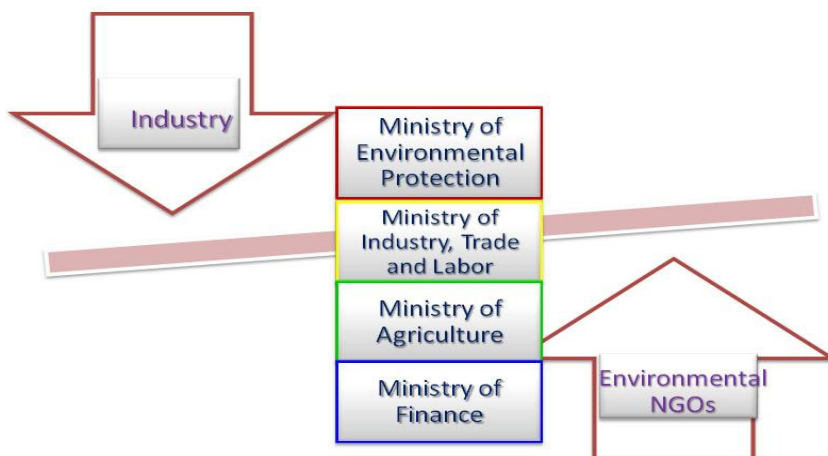 Industry
Ministry of
Environmental
Protection
Ministry of
Industry, Trade
and Labor
Ministry of
Agriculture
Ministry of
Finance
Environmental
NGOs